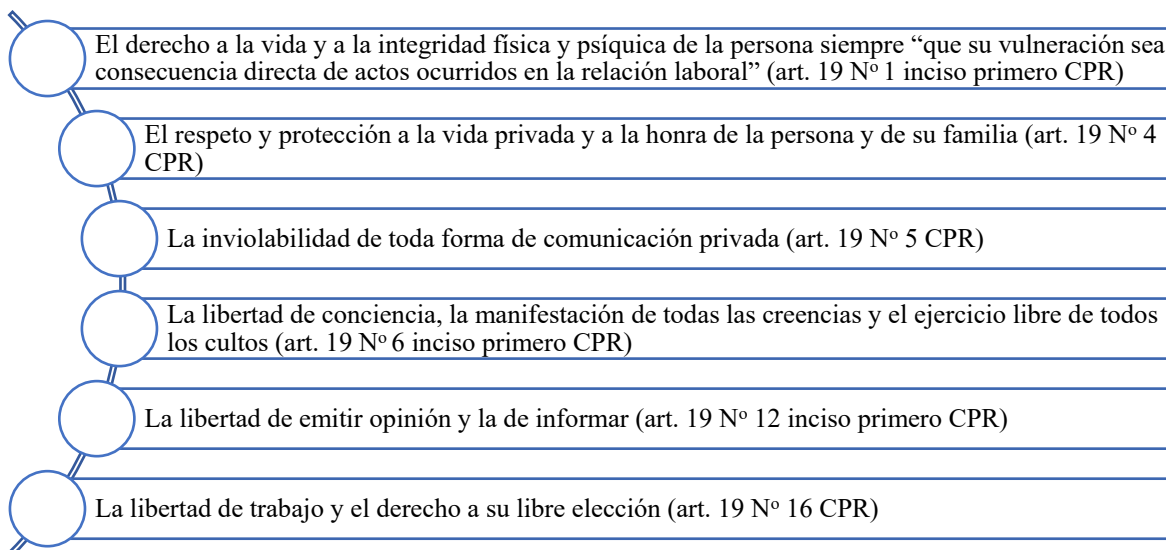 El derecho a la vida y a la integridad física y psíquica de la persona siempre “que su vulneración sea
consecuencia directa de actos ocurridos en la relación laboral” (art. 19 Nº 1 inciso primero CPR)
El respeto y protección a la vida privada y a la honra de la persona y de su familia (art. 19 Nº 4
CPR)
La inviolabilidad de toda forma de comunicación privada (art. 19 Nº 5 CPR)
La libertad de conciencia, la manifestación de todas las creencias y el ejercicio libre de todos
los cultos (art. 19 Nº 6 inciso primero CPR)
La libertad de emitir opinión y la de informar (art. 19 Nº 12 inciso primero CPR)
La libertad de trabajo y el derecho a su libre elección (art. 19 Nº 16 CPR)